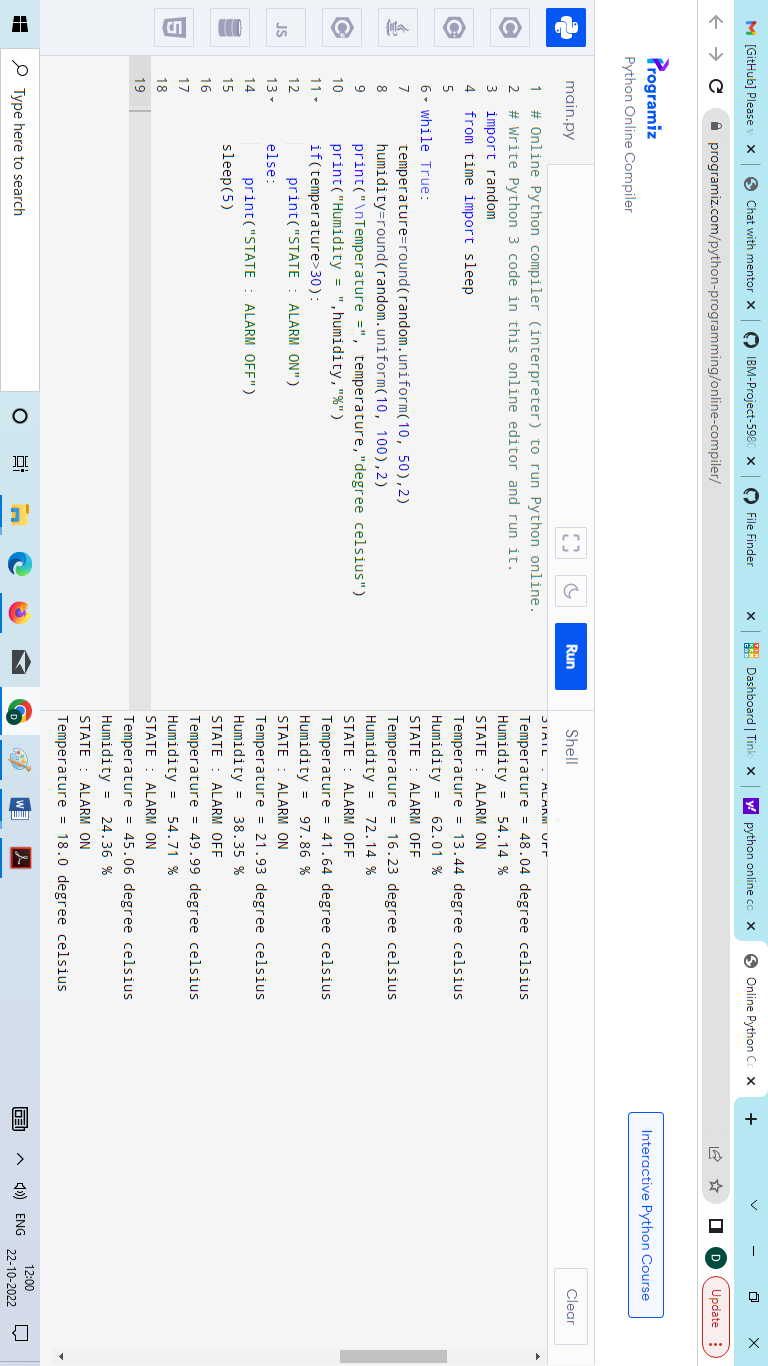 [GitHub] Please v
Chat with mentor
IBM-Project-5980
File Finder
Dashboard | Tink
python online co
Online Python Co
programiz.com/python-programming/online-compiler/
D
Update
Programiz
Python Online Compiler
Interactive Python Course
main.py
Run
Shell
Clear
JS
1 # Online Python compiler (interpreter) to run Python online.
2 # Write Python 3 code in this online editor and run it.
3 import random
4 from time import sleep
5
6 while True:
7 temperature=round(random.uniform(10, 50),2)
8 humidity=round(random.uniform(10, 100),2)
9 print("\nTemperature =", temperature,"degree celsius")
10 print("Humidity = ",humidity,"%")
11 if(temperature>30):
12 print("STATE : ALARM ON")
13 else:
14 print("STATE : ALARM OFF")
15 sleep(5)
16
17
18
19
STATE : ALARM OFF
Temperature = 48.04 degree celsius
Humidity = 54.14 %
STATE : ALARM ON
Temperature = 13.44 degree celsius
Humidity = 62.01 %
STATE : ALARM OFF
Temperature = 16.23 degree celsius
Humidity = 72.14 %
STATE : ALARM OFF
Temperature = 41.64 degree celsius
Humidity = 97.86 %
STATE : ALARM ON
Temperature = 21.93 degree celsius
Humidity = 38.35 %
STATE : ALARM OFF
Temperature = 49.99 degree celsius
Humidity = 54.71 %
STATE : ALARM ON
Temperature = 45.06 degree celsius
Humidity = 24.36 %
STATE : ALARM ON
Temperature = 18.0 degree celsius
Type here to search
ENG
12:00
22-10-2022